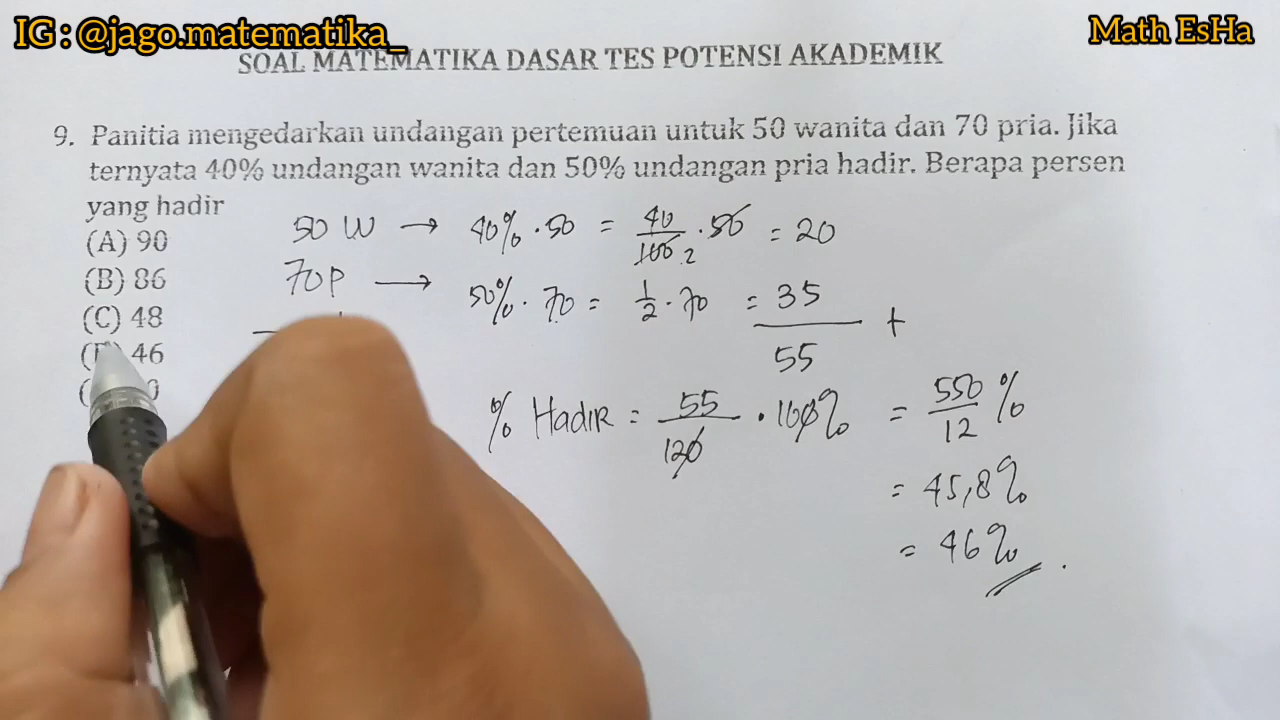 IG : @jago.matematika_
Math EsHa
SOAL MATEMATIKA DASAR TES POTENSI AKADEMIK
9. Panitia mengedarkan undangan pertemuan untuk 50 wanita dan 70 pria. Jika
ternyata 40% undangan wanita dan 50% undangan pria hadir. Berapa persen
yang hadir
(A) 90
(B) 86
(C) 48
46
50 W → 40% · 50 = 40/100 · 50 = 20
2
70 P → 50% · 70 = 1/2 · 70 = 35
+
55
% HADIR = 55/120 · 100% = 550/12 %
= 45,8%
= 46%